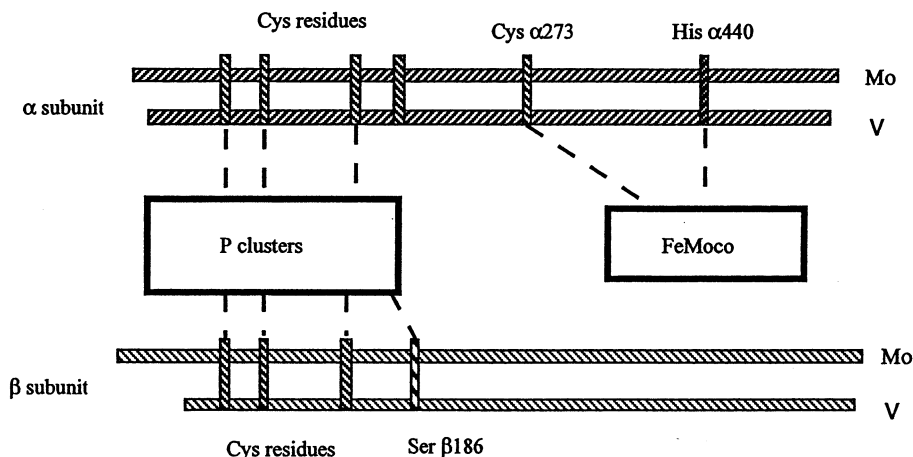 Cys residues
Cys α273
His α440
Mo
α subunit
V
P clusters
FeMoco
Mo
β subunit
V
Cys residues
Ser β186